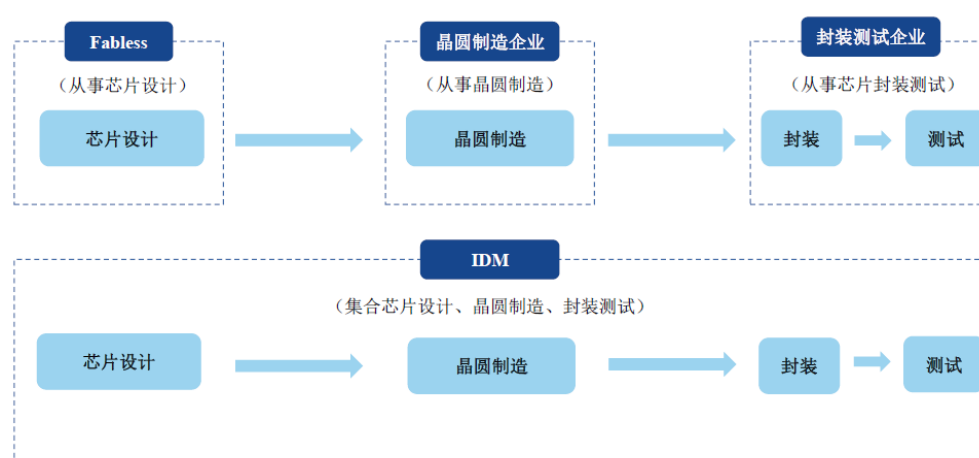 Fabless
晶圆制造企业
封装测试企业
（从事芯片设计）
（从事晶圆制造）
（从事芯片封装测试）
芯片设计
晶圆制造
封装
测试
IDM
（集合芯片设计、晶圆制造、封装测试）
芯片设计
晶圆制造
封装
测试